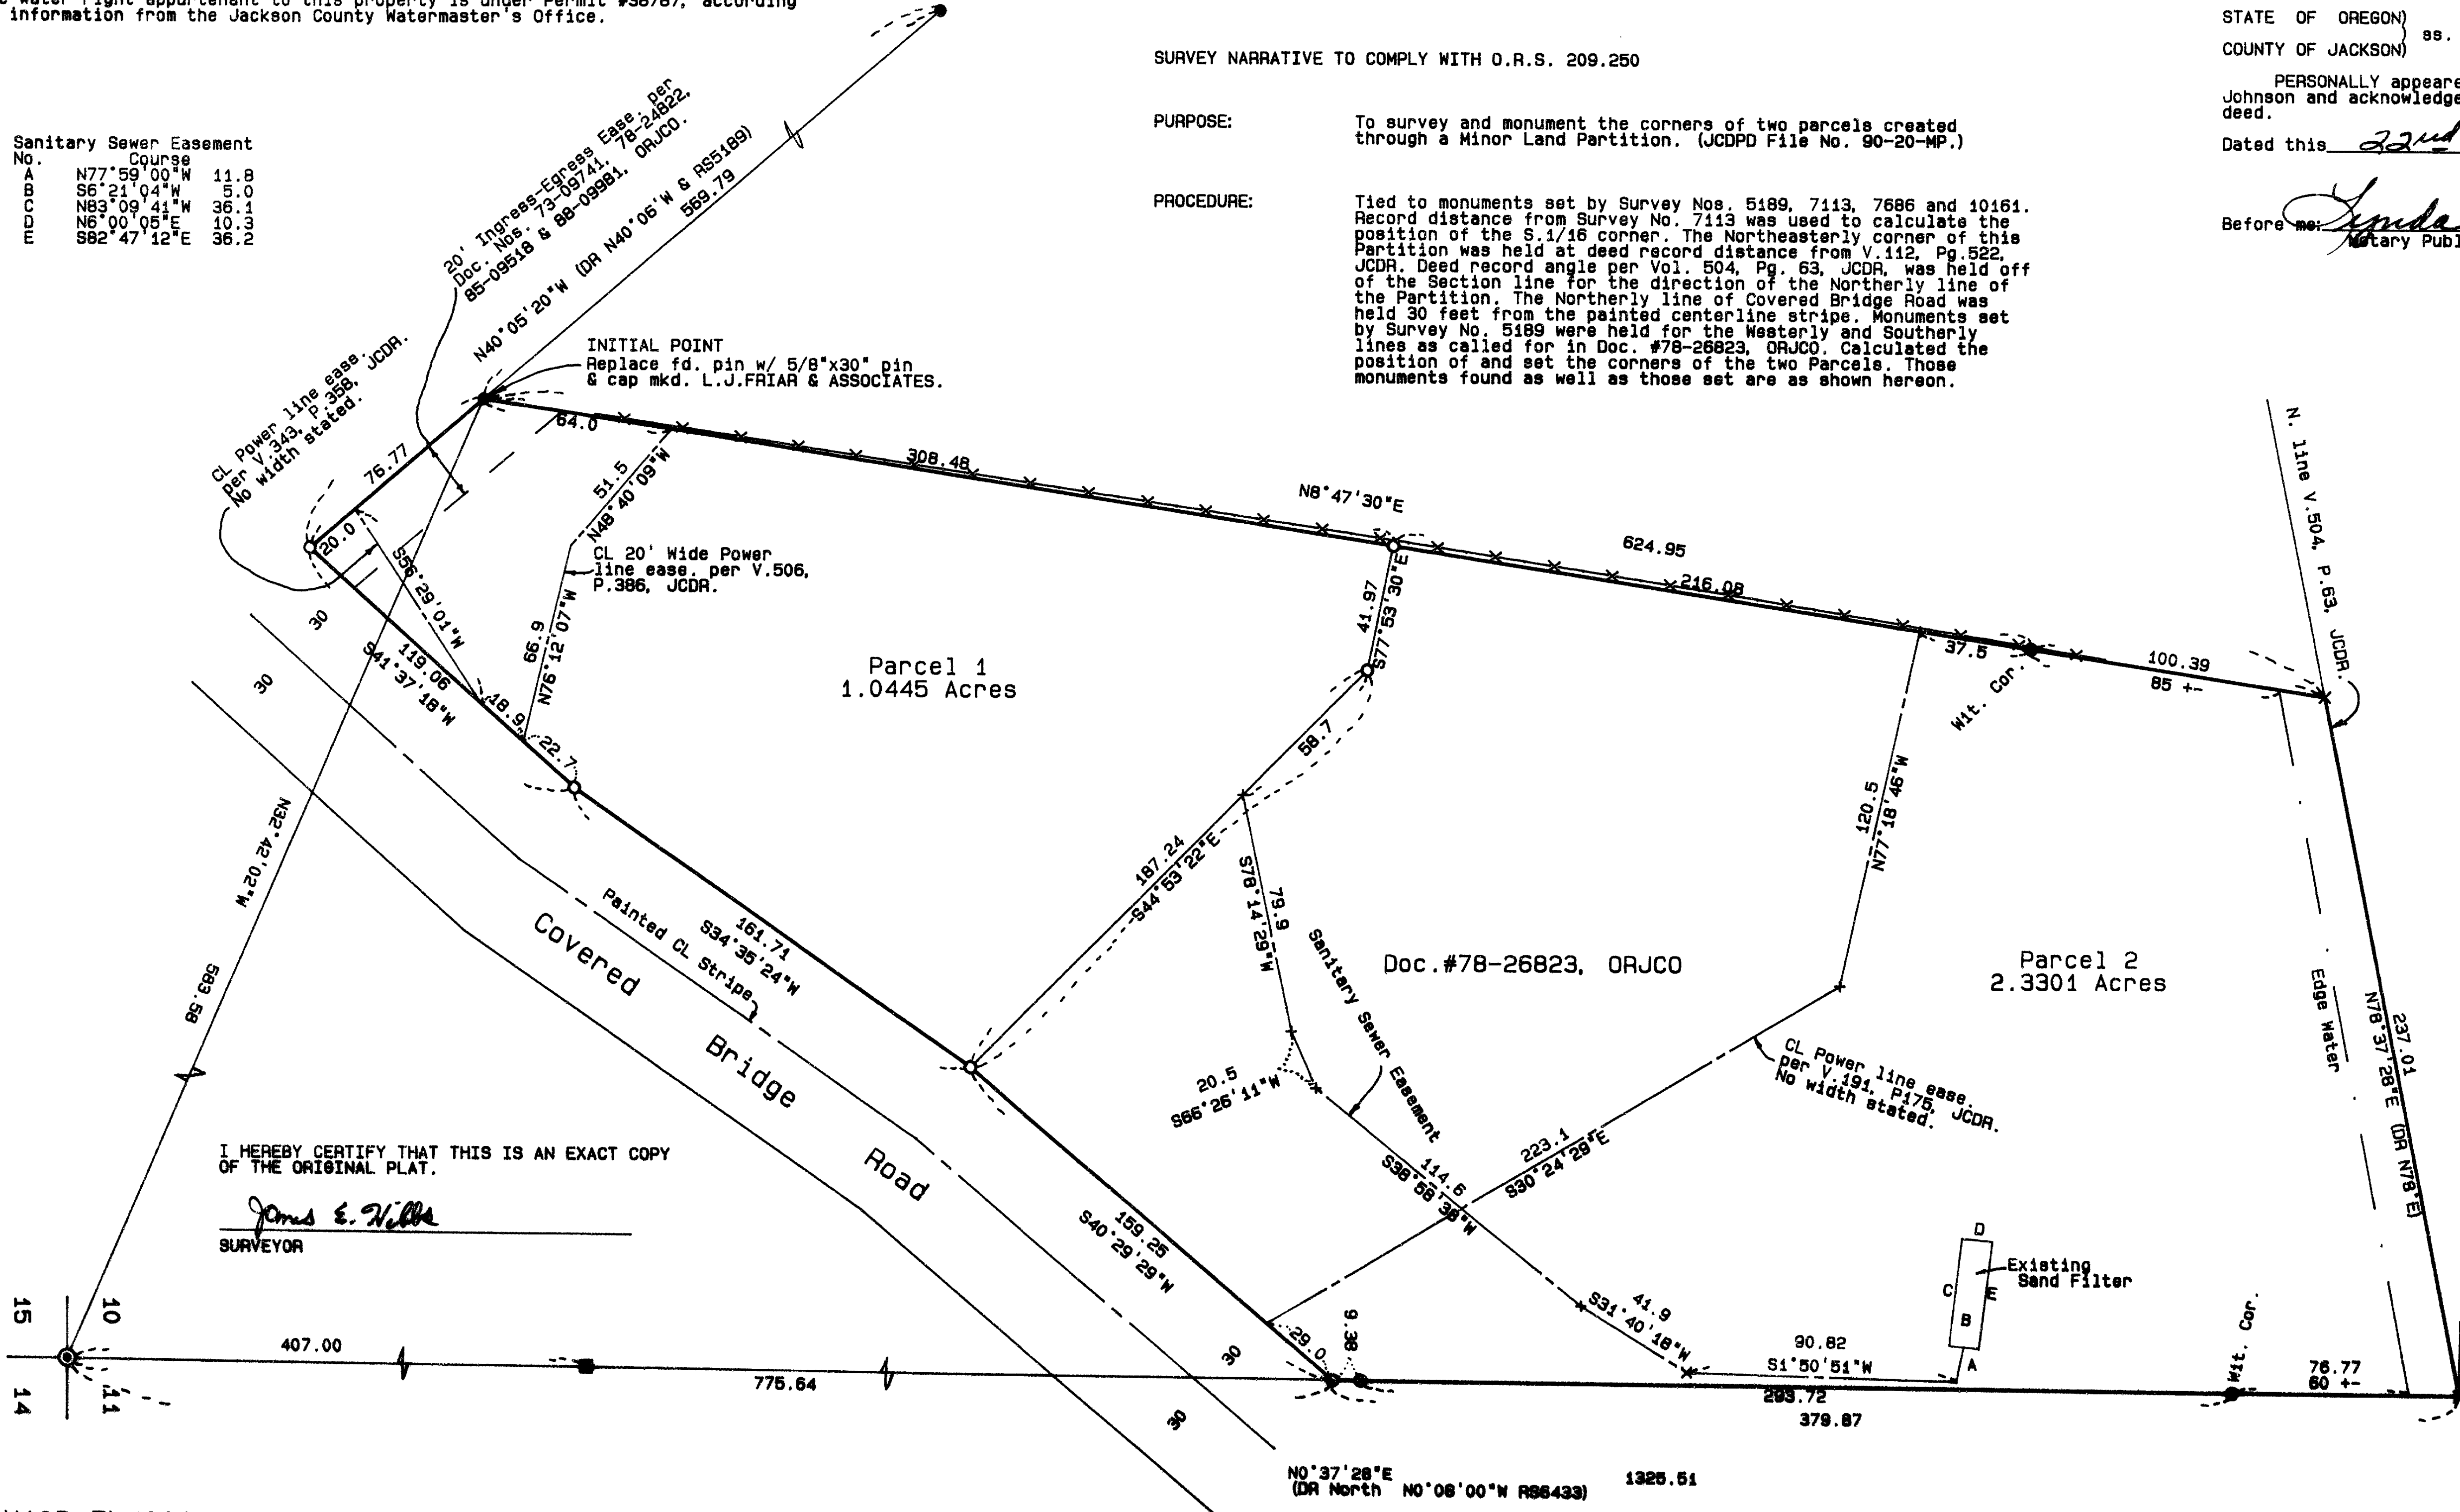 information from the Jackson County Watermaster's Office.
Sanitary Sewer Easement
No. Course
A N77°59'00"W 11.8
B S6°21'04"W 5.0
C N83°09'41"W 36.1
D N6°00'05"E 10.3
E S82°47'12"E 36.2
20' Ingress-Egress Ease. per
Doc. Nos. 73-09741, 78-24822,
85-09518 & 88-09981, ORJCO.
N40°05'20"W (DR N40°06'W & RS5189)
569.79
SURVEY NARRATIVE TO COMPLY WITH O.R.S. 209.250
PURPOSE:
To survey and monument the corners of two parcels created
through a Minor Land Partition. (JCDPD File No. 90-20-MP.)
PROCEDURE:
Tied to monuments set by Survey Nos. 5189, 7113, 7686 and 10161.
Record distance from Survey No. 7113 was used to calculate the
position of the S.1/16 corner. The Northeasterly corner of this
Partition was held at deed record distance from V.112, Pg.522,
JCDR. Deed record angle per Vol. 504, Pg. 63, JCDR, was held off
of the Section line for the direction of the Northerly line of
the Partition. The Northerly line of Covered Bridge Road was
held 30 feet from the painted centerline stripe. Monuments set
by Survey No. 5189 were held for the Westerly and Southerly
lines as called for in Doc. #78-26823, ORJCO. Calculated the
position of and set the corners of the two Parcels. Those
monuments found as well as those set are as shown hereon.
STATE OF OREGON)
) ss.
COUNTY OF JACKSON)
PERSONALLY appeare
Johnson and acknowledge
deed.
Dated this 22nd
Before me: Lynda
Notary Publ
INITIAL POINT
Replace fd. pin w/ 5/8"x30" pin
& cap mkd. L.J.FRIAR & ASSOCIATES.
CL Power line ease.
per V.343, P.358, JCDR.
No width stated.
76.77
20.0
64.0
308.48
N8°47'30"E
624.95
216.08
37.5
Wit. Cor.
100.39
85 +-
N. line V.504, P.63, JCDR.
51.5
N48°40'09"W
CL 20' Wide Power
line ease. per V.506,
P.386, JCDR.
66.9
N76°12'07"W
S56°29'01"W
119.06
S41°37'18"W
18.9
22.7
30
30
Parcel 1
1.0445 Acres
41.97
S77°53'30"E
58.7
187.24
S44°53'22"E
79.9
S78°14'29"W
20.5
S66°26'11"W
Sanitary Sewer Easement
Doc.#78-26823, ORJCO
120.5
N77°18'46"W
Parcel 2
2.3301 Acres
Edge Water
237.01
N78°37'28"E (DR N78°E)
CL Power line ease.
per V.191, P175, JCDR.
No width stated.
223.1
S30°24'29"E
114.6
S38°58'38"W
161.71
S34°35'24"W
Painted CL Stripe
Covered
Bridge
Road
N32°42'02"W
583.58
I HEREBY CERTIFY THAT THIS IS AN EXACT COPY
OF THE ORIGINAL PLAT.
James E. Hibbs
SURVEYOR
159.25
S40°29'29"W
29.0
9.38
30
30
41.9
S31°40'18"W
90.82
S1°50'51"W
D
C
E
B
A
Existing
Sand Filter
Wit. Cor.
76.77
60 +-
293.72
379.87
15 10
14 11
407.00
775.64
N0°37'28"E
(DR North N0°06'00"W RS6433)
1325.51